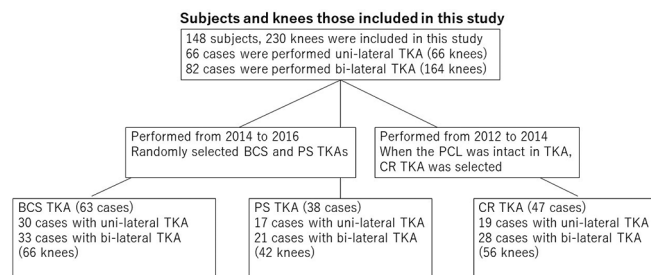 Subjects and knees those included in this study
148 subjects, 230 knees were included in this study
66 cases were performed uni-lateral TKA (66 knees)
82 cases were performed bi-lateral TKA (164 knees)
Performed from 2014 to 2016
Randomly selected BCS and PS TKAs
Performed from 2012 to 2014
When the PCL was intact in TKA,
CR TKA was selected
BCS TKA (63 cases)
30 cases with uni-lateral TKA
33 cases with bi-lateral TKA
(66 knees)
PS TKA (38 cases)
17 cases with uni-lateral TKA
21 cases with bi-lateral TKA
(42 knees)
CR TKA (47 cases)
19 cases with uni-lateral TKA
28 cases with bi-lateral TKA
(56 knees)